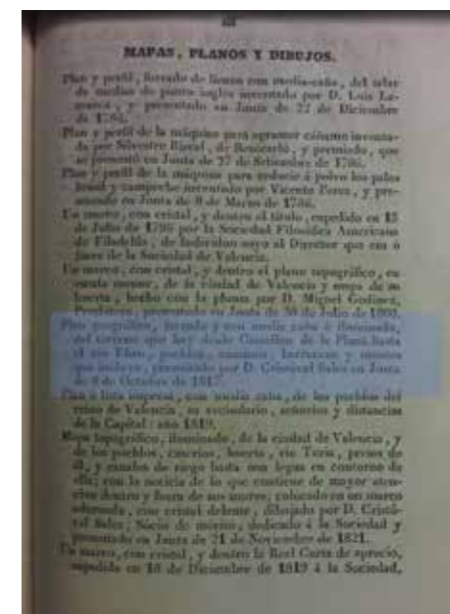 MAPAS, PLANOS Y DIBUJOS.
Plan y perfil, forrado de lienzo con media-caña, del telar
de medias de punto inglés inventado por D. Luis La-
marca, y presentado en Junta de 22 de Diciembre
de 1784.
Plan y perfil de la máquina para agramar cáñamo inventa-
da por Silvestre, de Benicarló, y premiado, que
se presentó en Junta de 27 de Setiembre de 1786.
Plan y perfil de la máquina para reducir á polvo los palos
brasil y campeche inventado por Vicente Perez, y pre-
sentado en Junta de 8 de Marzo de 1786.
Un marco, con cristal, y dentro el título, expedido en 15
de Julio de 1796 por la Sociedad Filosófica Americana
de Filadelfia, de Individuo suyo al Director que era ó
fuere de la Sociedad de Valencia.
Un marco, con cristal, y dentro el plano topográfico, en
escala menor, de la ciudad de Valencia y mapa de su
huerta, hecho con la pluma por D. Miguel Godinez,
Presbítero, presentado en Junta de 30 de Julio de
Plan geográfico, forrado y con media caña é iluminado,
del terreno que hay desde Castellon de la Plana hasta
el rio Ebro, pueblos, caminos, barrancos y montes
que incluye, presentado por D. Cristoval Sales en Junta
de 8 de Octubre de 1817.
Plan ó lista impresa, con media caña, de los pueblos del
reino de Valencia, su vecindario, señoríos y distancias
de la Capital: año 1819.
Mapa topográfico, iluminado, de la ciudad de Valencia, y
de los pueblos, caseríos, huerta, rio Turia, presas de
él, y canales de riego hasta una legua en contorno de
ella; con la noticia de lo que contiene de mayor aten-
cion dentro y fuera de sus muros; colocado en un marco
adornado, con cristal delante, dibujado por D. Cristó-
val Sales, Socio de mérito, dedicado á la Sociedad y
presentado en Junta de 21 de Noviembre de 1821.
Un marco, con cristal, y dentro la Real Carta de aprecio,
expedida en 18 de Diciembre de 1819 á la Sociedad,